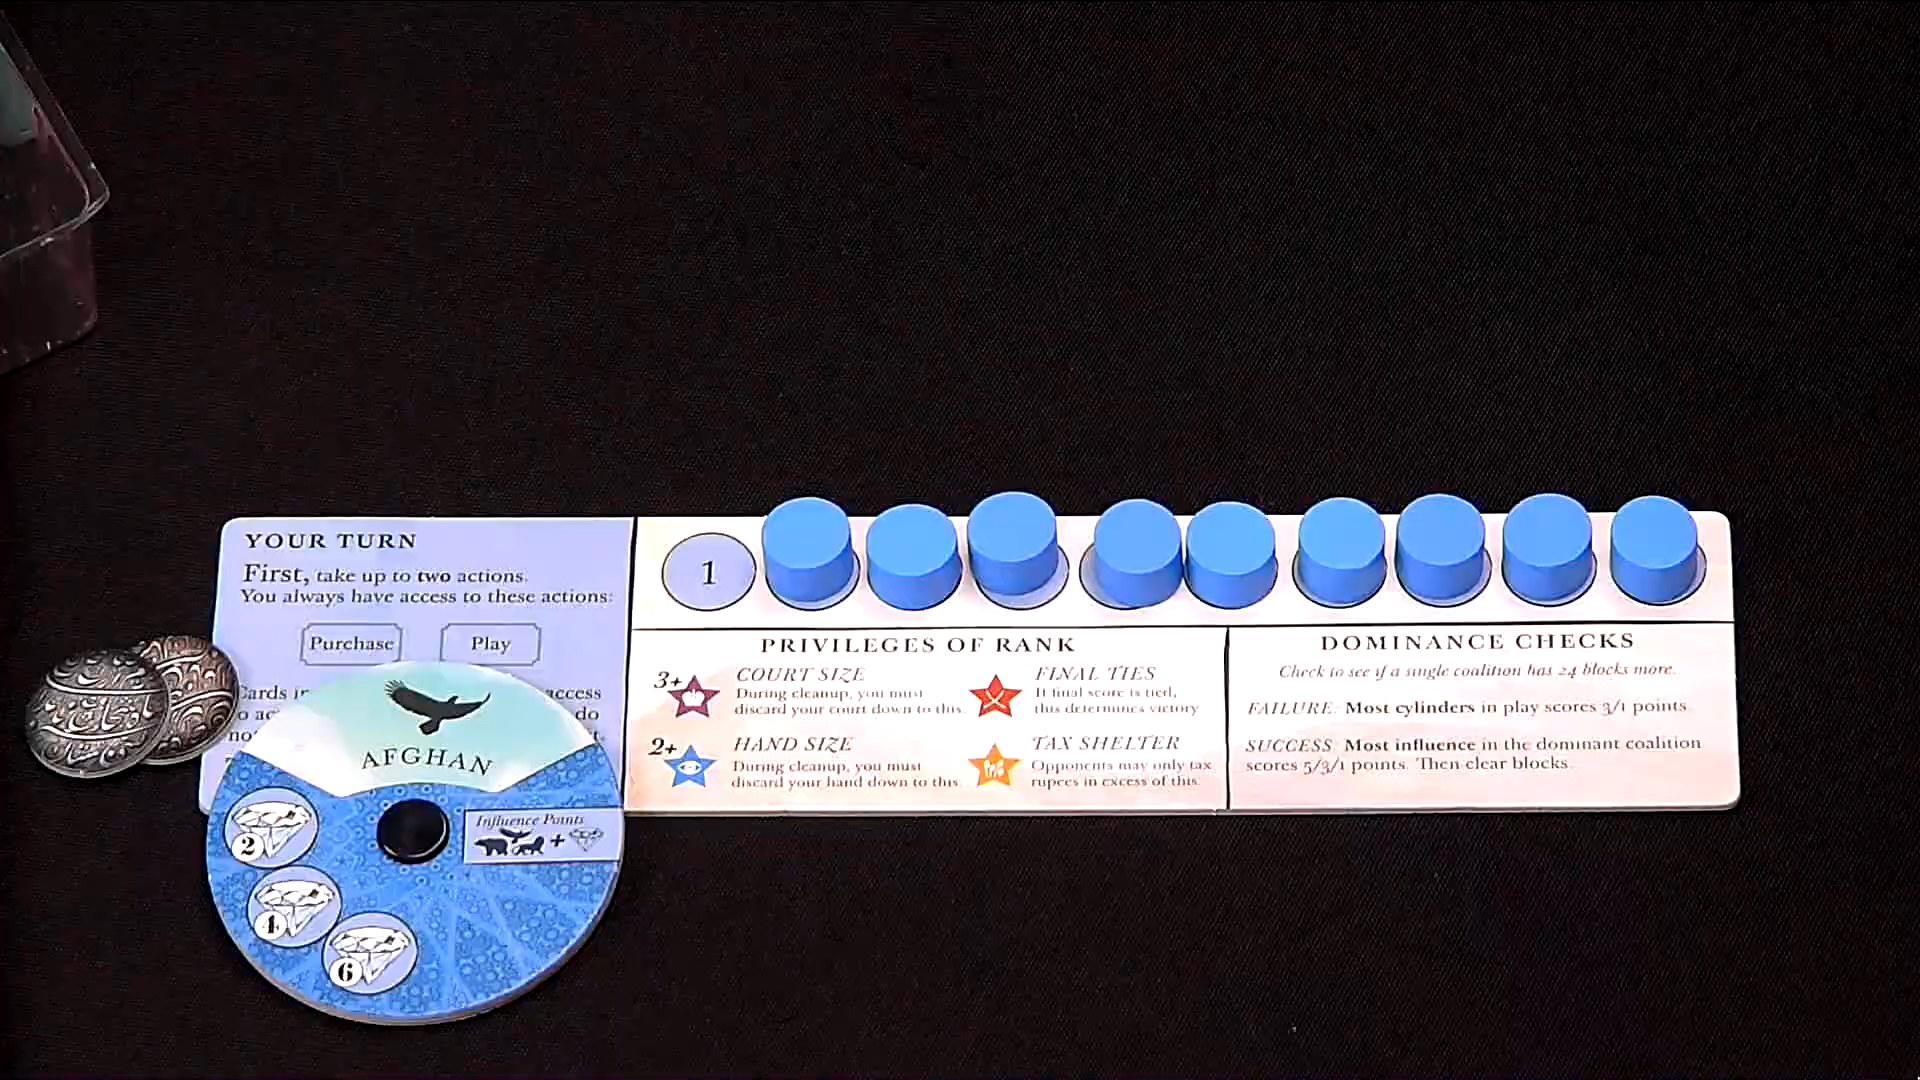 YOUR TURN
First, take up to two actions.
You always have access to these actions:
Purchase
Play
Cards
access
do
AFGHAN
Influence Points
+
2
4
6
1
PRIVILEGES OF RANK
3+
COURT SIZE
During cleanup, you must
discard your court down to this.
2+
HAND SIZE
During cleanup, you must
discard your hand down to this.
FINAL TIES
If final score is tied,
this determines victory
TAX SHELTER
Opponents may only tax
rupees in excess of this.
DOMINANCE CHECKS
Check to see if a single coalition has 24 blocks more.
FAILURE: Most cylinders in play scores 3/1 points.
SUCCESS: Most influence in the dominant coalition
scores 5/3/1 points. Then clear blocks.